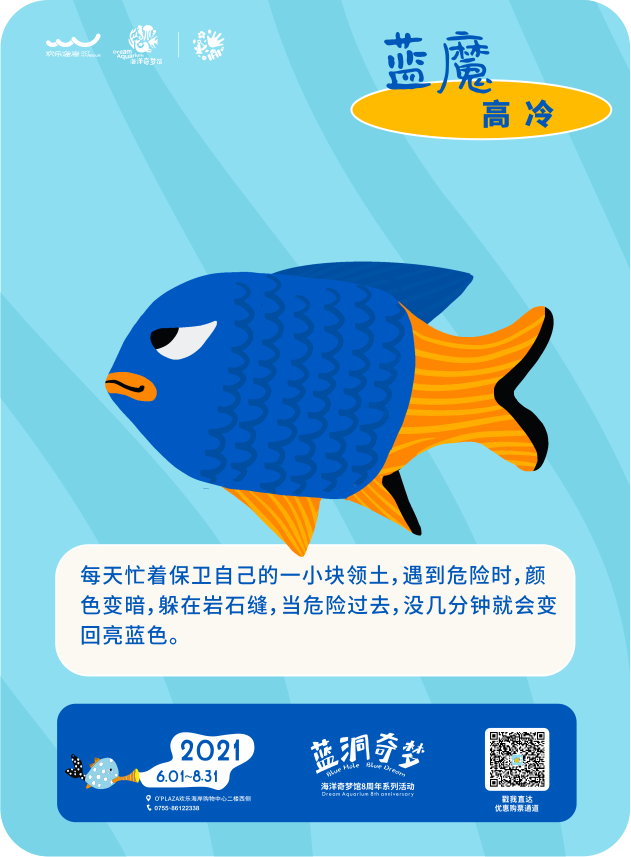 欢乐海岸
Dream
Aquarium
海洋奇梦馆
蓝魔
高冷
每天忙着保卫自己的一小块领土，遇到危险时，颜
色变暗，躲在岩石缝，当危险过去，没几分钟就会变
回亮蓝色。
2021
6.01~8.31
O'PLAZA欢乐海岸购物中心二楼西侧
0755-86122338
蓝洞奇梦
Blue Hole Blue Dream
海洋奇梦馆8周年系列活动
Dream Aquarium 8th anniversary
戳我直达
优惠购票通道